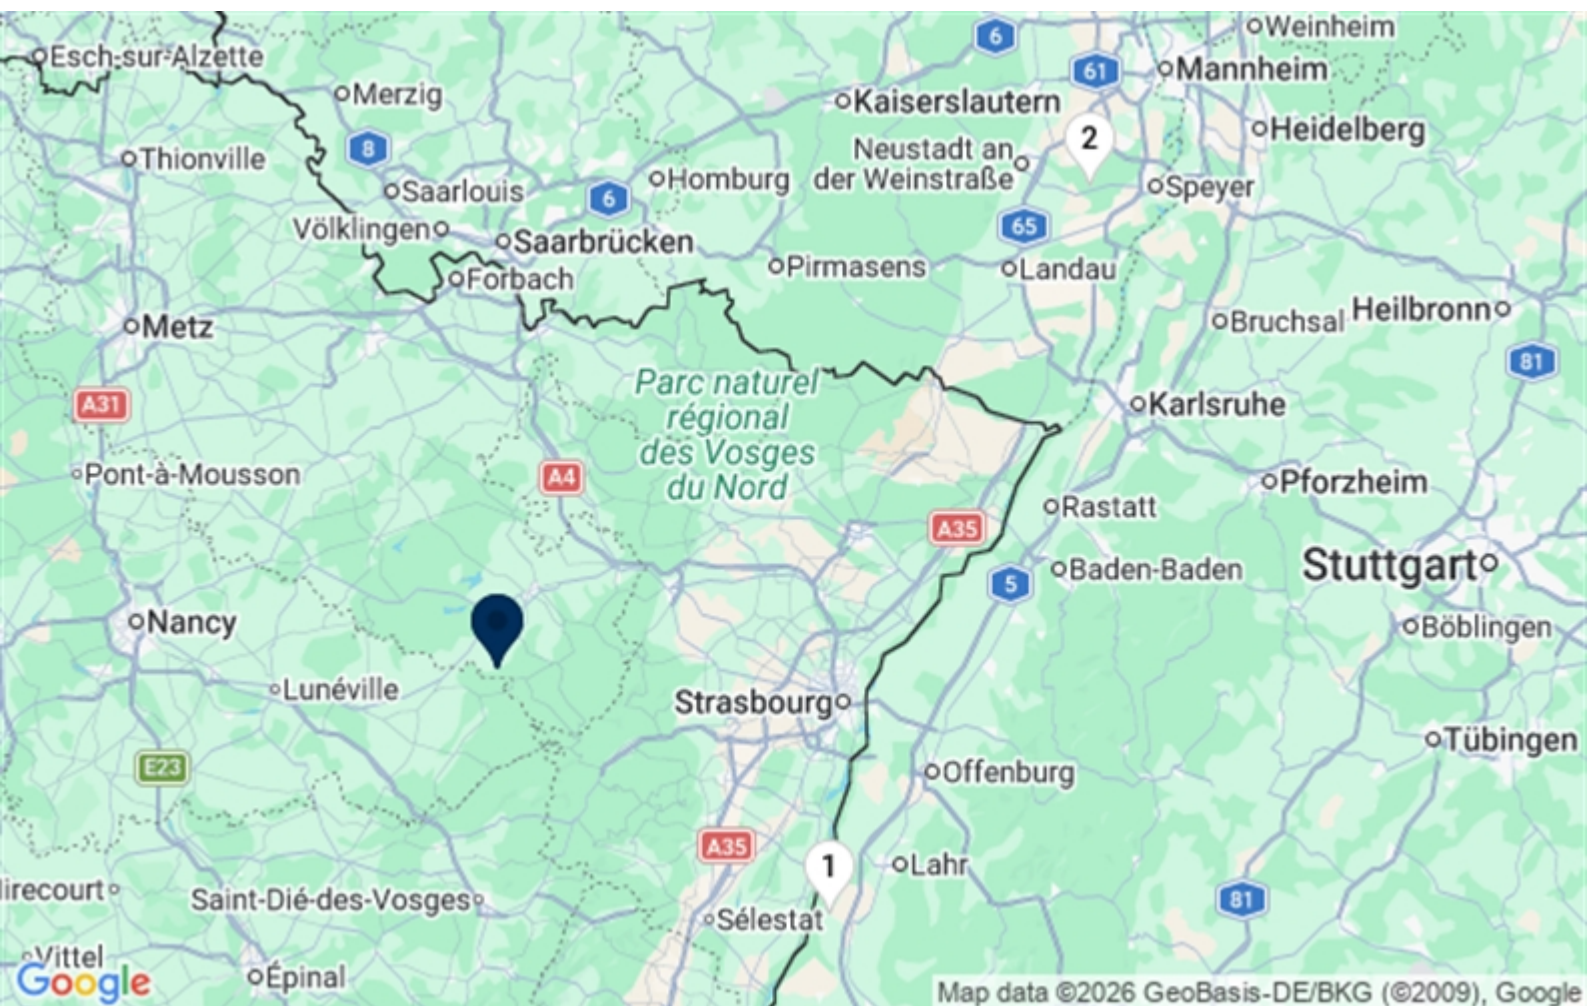 Weinheim
6
Esch-sur-Alzette
61
Mannheim
Merzig
Kaiserslautern
Heidelberg
2
8
Neustadt an
der Weinstraße
Thionville
Saarlouis
6
Homburg
Speyer
Völklingen
65
Saarbrücken
Forbach
Pirmasens
Landau
Metz
Bruchsal
Heilbronn
81
Parc naturel
régional
des Vosges
du Nord
A31
Karlsruhe
Pont-à-Mousson
A4
Pforzheim
Rastatt
A35
Stuttgart
Baden-Baden
5
Nancy
Böblingen
Lunéville
Strasbourg
Tübingen
E23
Offenburg
A35
1
Lahr
irecourt
Saint-Dié-des-Vosges
81
Sélestat
Vittel
Épinal
Google
Map data ©2026 GeoBasis-DE/BKG (©2009), Google